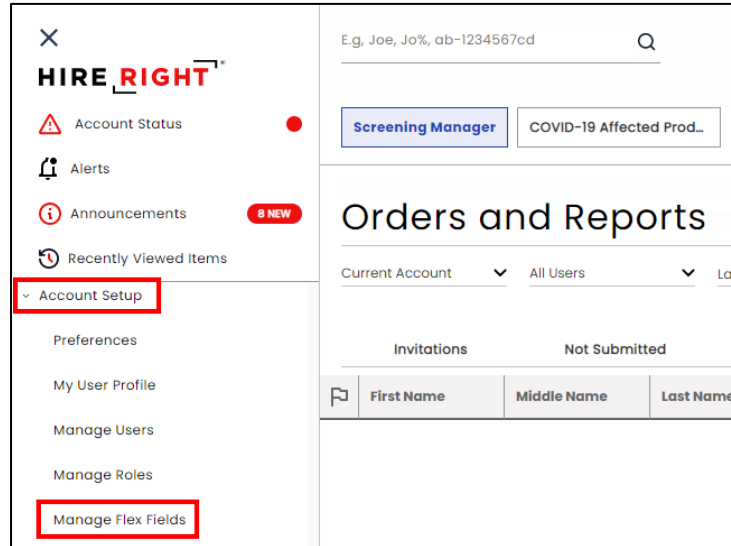 HIRE RIGHT
Account Status
Alerts
Announcements 8 NEW
Recently Viewed Items
Account Setup
Preferences
My User Profile
Manage Users
Manage Roles
Manage Flex Fields
E.g, Joe, Jo%, ab-1234567cd
Screening Manager COVID-19 Affected Prod...
Orders and Reports
Current Account All Users La
Invitations Not Submitted
First Name Middle Name Last Name